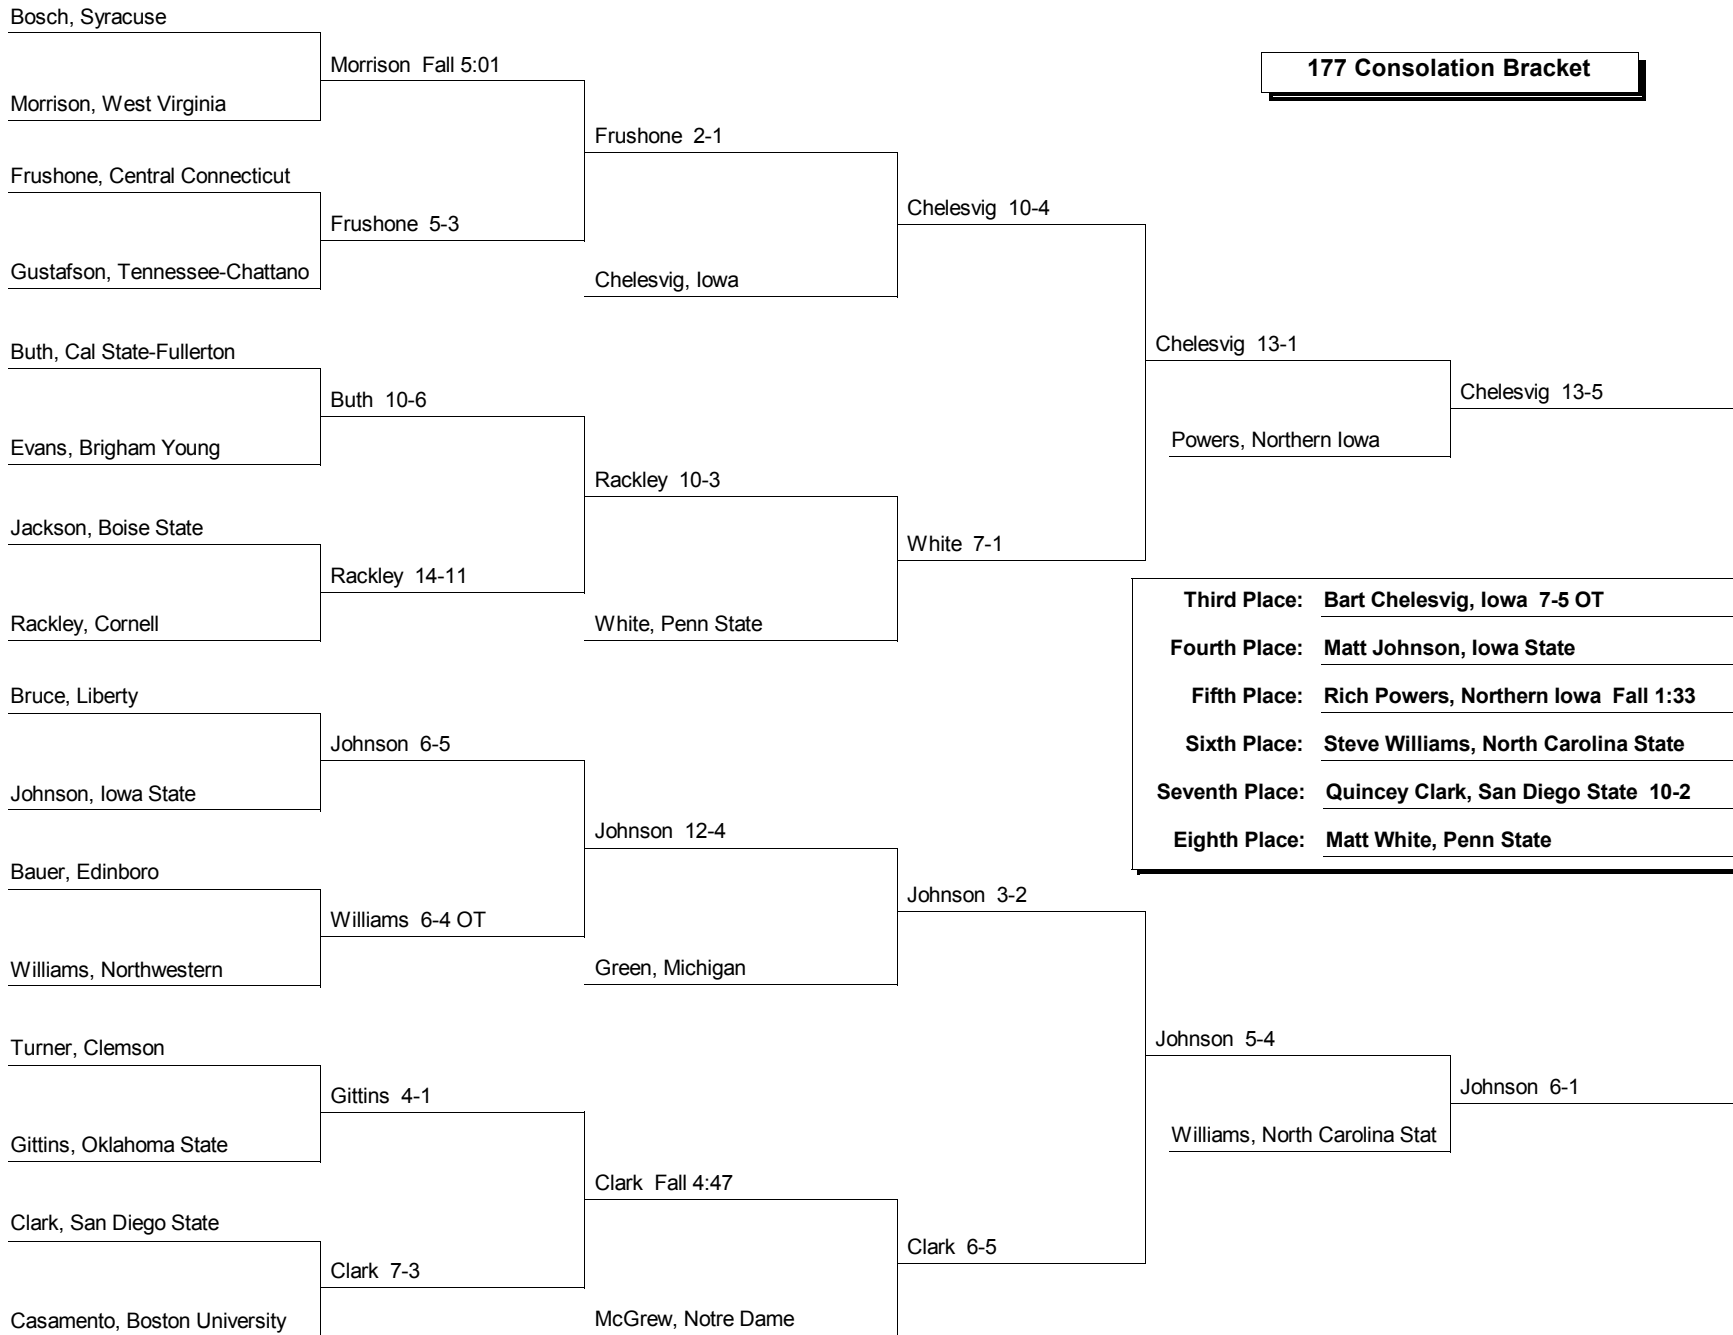 Bosch, Syracuse
Morrison Fall 5:01
177 Consolation Bracket
Morrison, West Virginia
Frushone 2-1
Frushone, Central Connecticut
Chelesvig 10-4
Frushone 5-3
Gustafson, Tennessee-Chattano
Chelesvig, Iowa
Buth, Cal State-Fullerton
Chelesvig 13-1
Buth 10-6
Chelesvig 13-5
Evans, Brigham Young
Powers, Northern Iowa
Rackley 10-3
Jackson, Boise State
White 7-1
Rackley 14-11
Rackley, Cornell
White, Penn State
Third Place: Bart Chelesvig, Iowa 7-5 OT
Fourth Place: Matt Johnson, Iowa State
Fifth Place: Rich Powers, Northern Iowa Fall 1:33
Sixth Place: Steve Williams, North Carolina State
Seventh Place: Quincey Clark, San Diego State 10-2
Eighth Place: Matt White, Penn State
Bruce, Liberty
Johnson 6-5
Johnson, Iowa State
Johnson 12-4
Bauer, Edinboro
Johnson 3-2
Williams 6-4 OT
Williams, Northwestern
Green, Michigan
Turner, Clemson
Johnson 5-4
Gittins 4-1
Johnson 6-1
Gittins, Oklahoma State
Williams, North Carolina Stat
Clark Fall 4:47
Clark, San Diego State
Clark 6-5
Clark 7-3
Casamento, Boston University
McGrew, Notre Dame